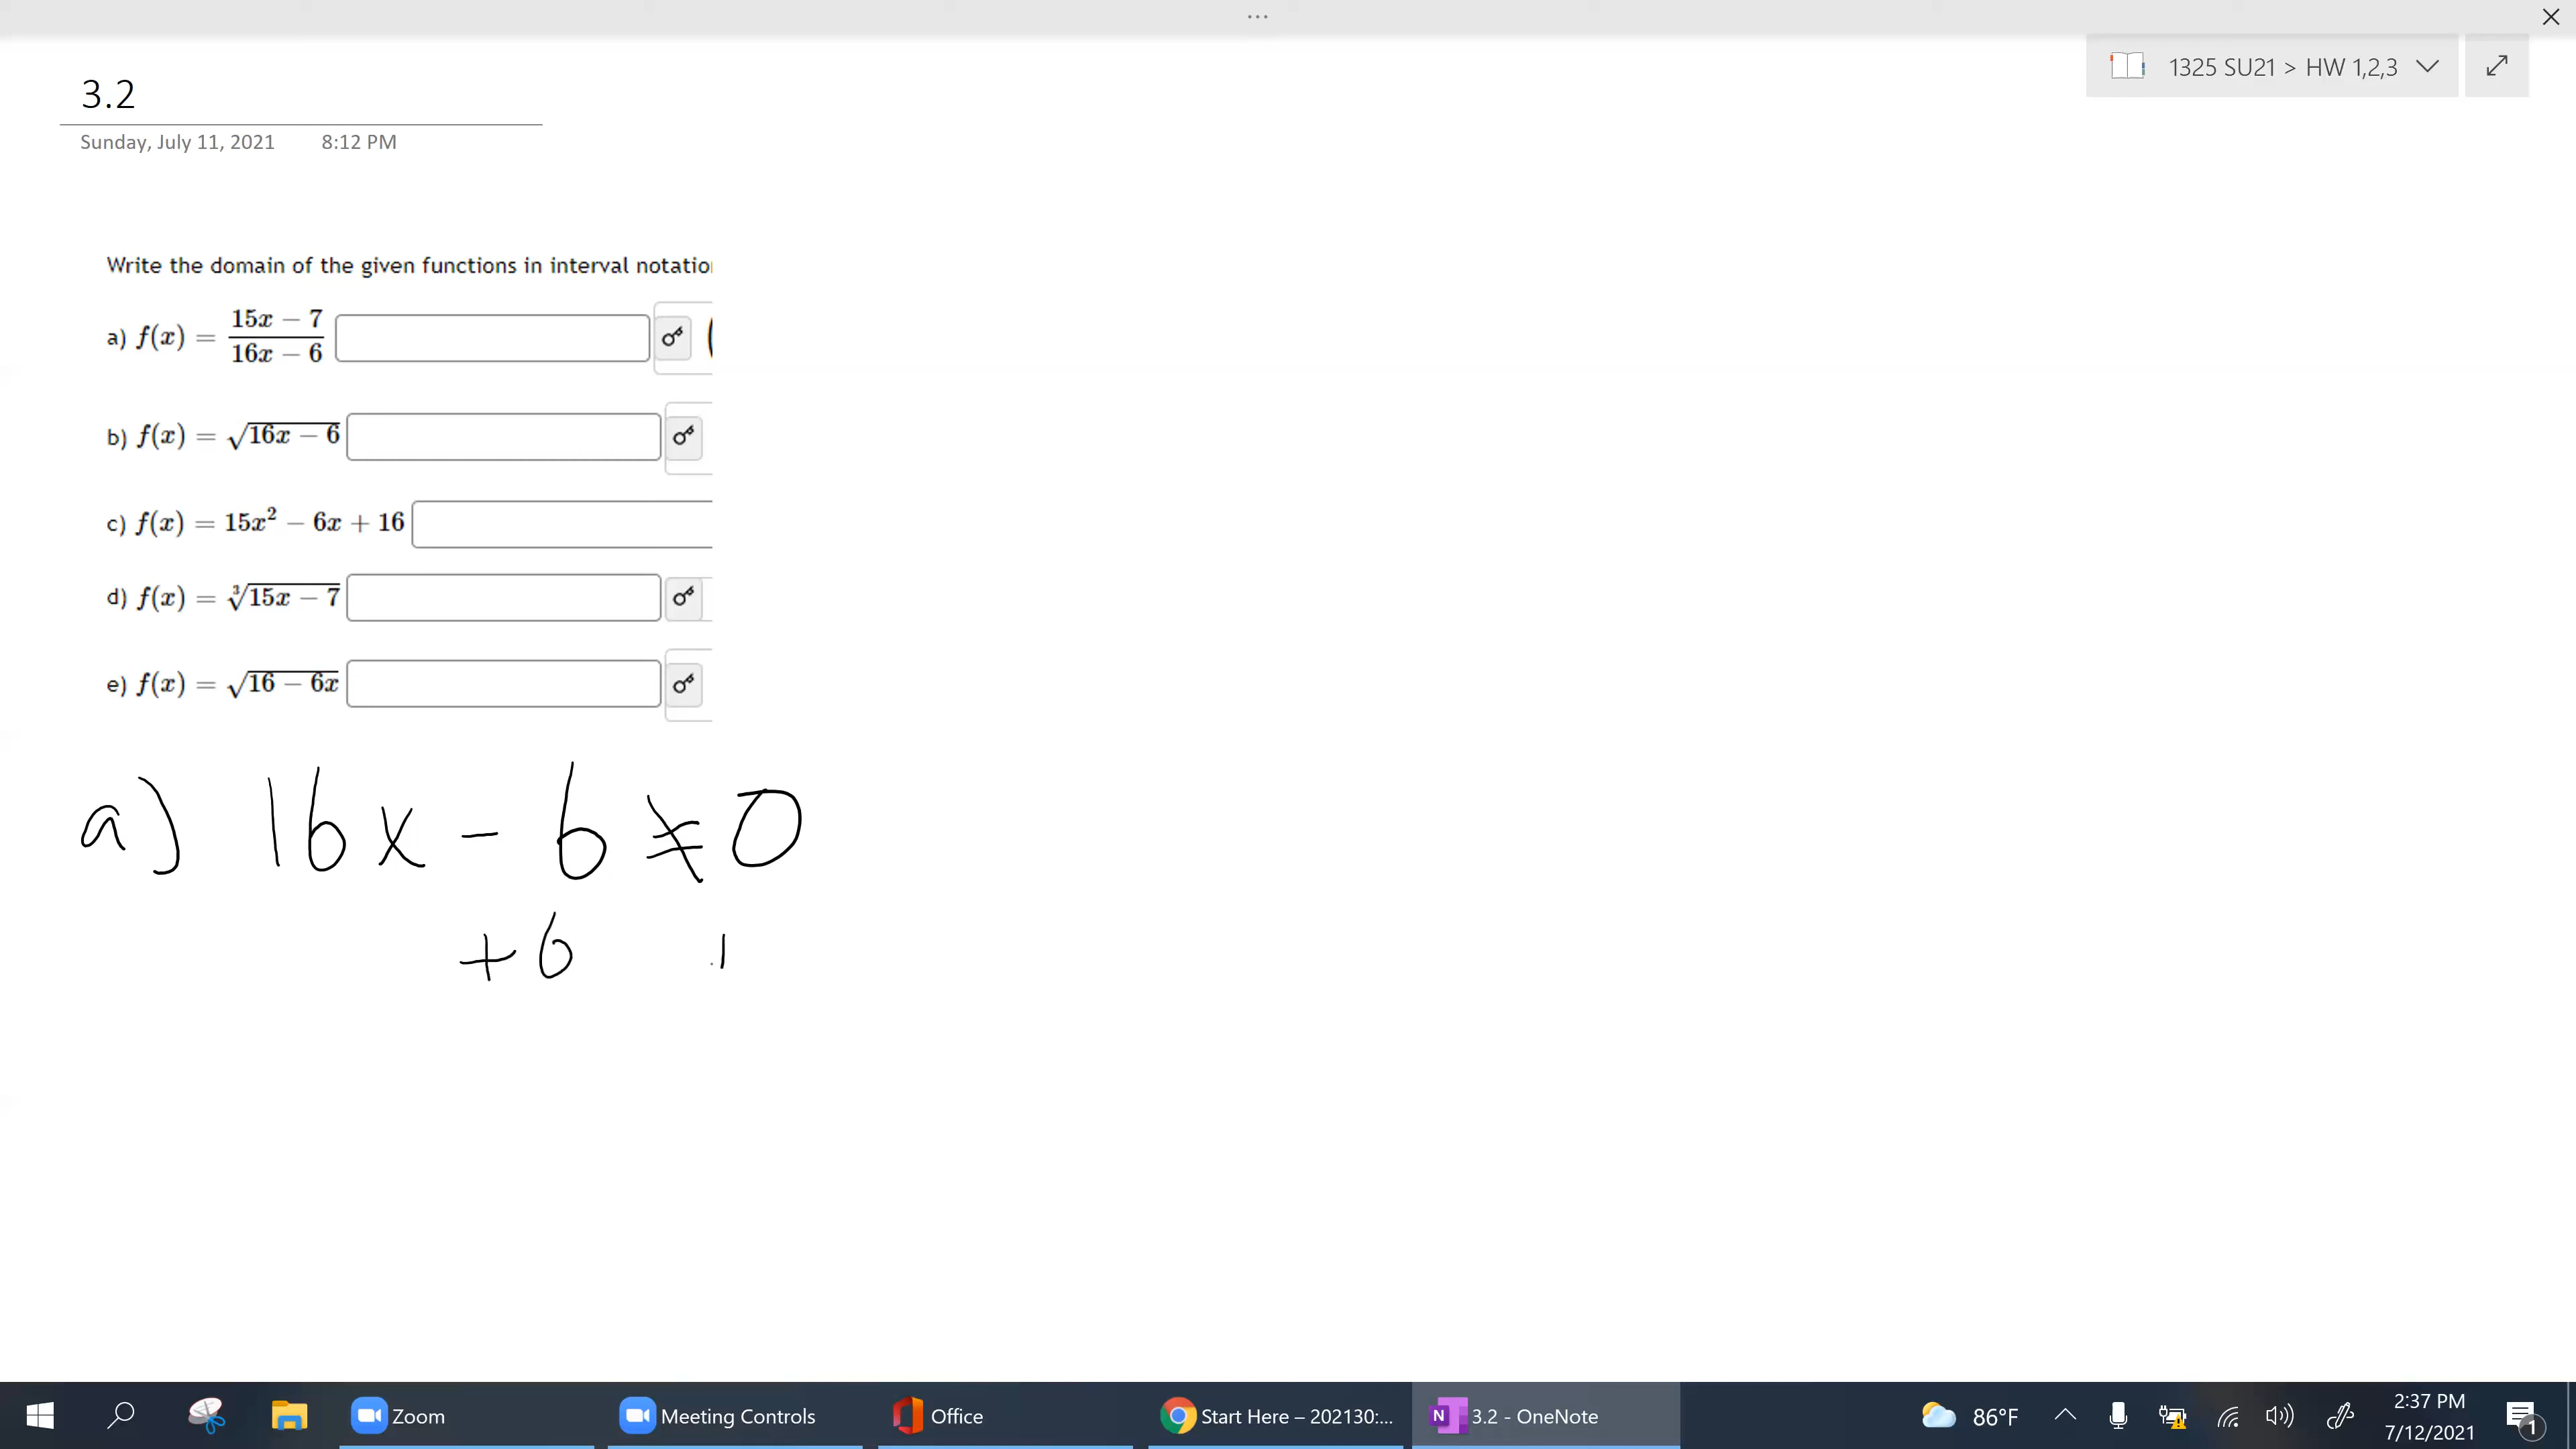 ...
1325 SU21 > HW 1,2,3
3.2
Sunday, July 11, 2021 8:12 PM
Write the domain of the given functions in interval notatio
a) f(x) = (15x − 7)/(16x − 6) (
b) f(x) = √(16x − 6)
c) f(x) = 15x² − 6x + 16
d) f(x) = ∛(15x − 7)
e) f(x) = √(16 − 6x)
a) 16x - 6 ≠ 0
+6
Zoom Meeting Controls Office Start Here – 202130:... 3.2 - OneNote 86°F 2:37 PM
7/12/2021 1